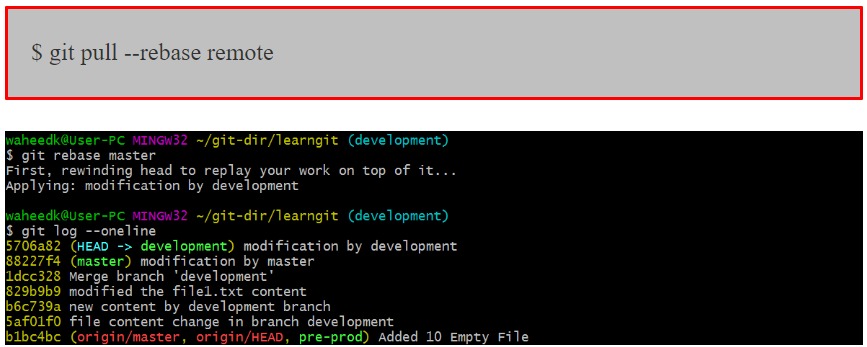 $ git pull --rebase remote
waheedk@User-PC MINGW32 ~/git-dir/learngit (development)
$ git rebase master
First, rewinding head to replay your work on top of it...
Applying: modification by development
waheedk@User-PC MINGW32 ~/git-dir/learngit (development)
$ git log --oneline
5706a82 (HEAD -> development) modification by development
88227f4 (master) modification by master
1dcc328 Merge branch 'development'
829b9b9 modified the file1.txt content
b6c739a new content by development branch
5af01f0 file content change in branch development
b1bc4bc (origin/master, origin/HEAD, pre-prod) Added 10 Empty File